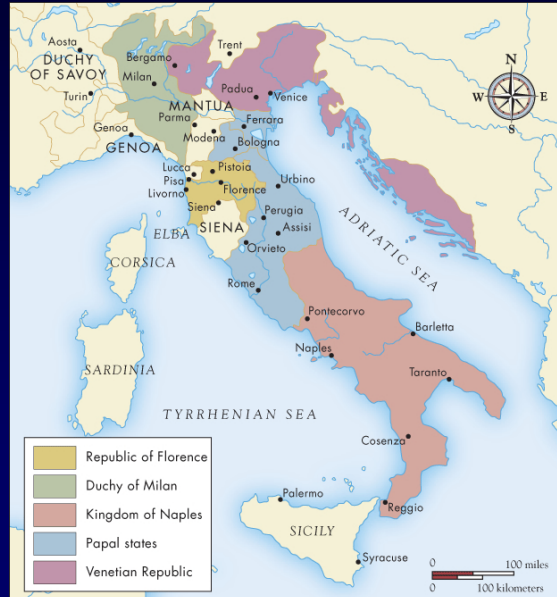 Aosta
DUCHY
OF SAVOY
Turin
Bergamo
Milan
Trent
MANTUA
Padua
Venice
Parma
Genoa
GENOA
Modena
Ferrara
Bologna
Lucca
Pisa
Livorno
Pistoia
Florence
Siena
SIENA
Urbino
Perugia
Assisi
Orvieto
Rome
ELBA
CORSICA
SARDINIA
ADRIATIC SEA
Pontecorvo
Naples
Barletta
Taranto
TYRRHENIAN SEA
Cosenza
Reggio
Palermo
SICILY
Syracuse
N
W
E
S
Republic of Florence
Duchy of Milan
Kingdom of Naples
Papal states
Venetian Republic
0 100 miles
0 100 kilometers